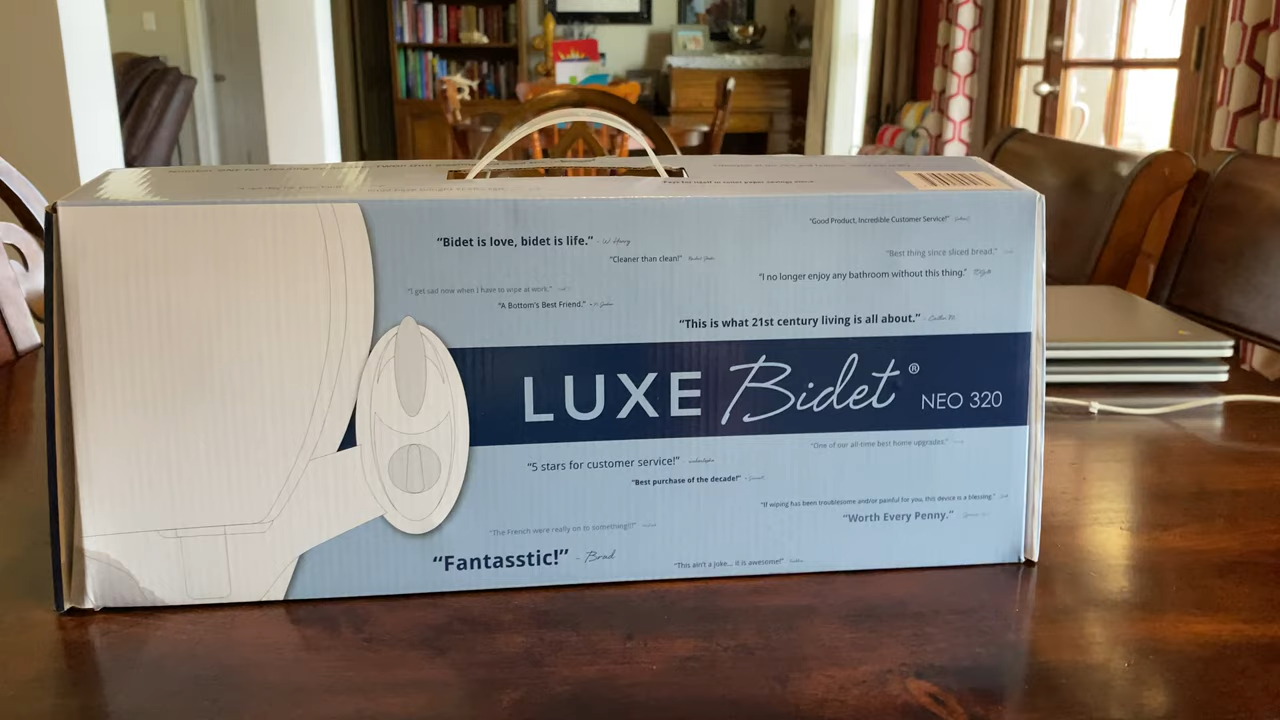 “Good Product, Incredible Customer Service!”
“Bidet is love, bidet is life.” - W. Henry
“Cleaner than clean!”
“Best thing since sliced bread.”
“I no longer enjoy any bathroom without this thing.”
“I get sad now when I have to wipe at work.”
“A Bottom's Best Friend.”
“This is what 21st century living is all about.”
LUXE Bidet® NEO 320
“One of our all-time best home upgrades.”
“5 stars for customer service!”
“Best purchase of the decade!”
“If wiping has been troublesome and/or painful for you, this device is a blessing.”
“Worth Every Penny.”
“The French were really on to something!!!”
“Fantasstic!” - Brad
“This ain't a joke... it is awesome!”